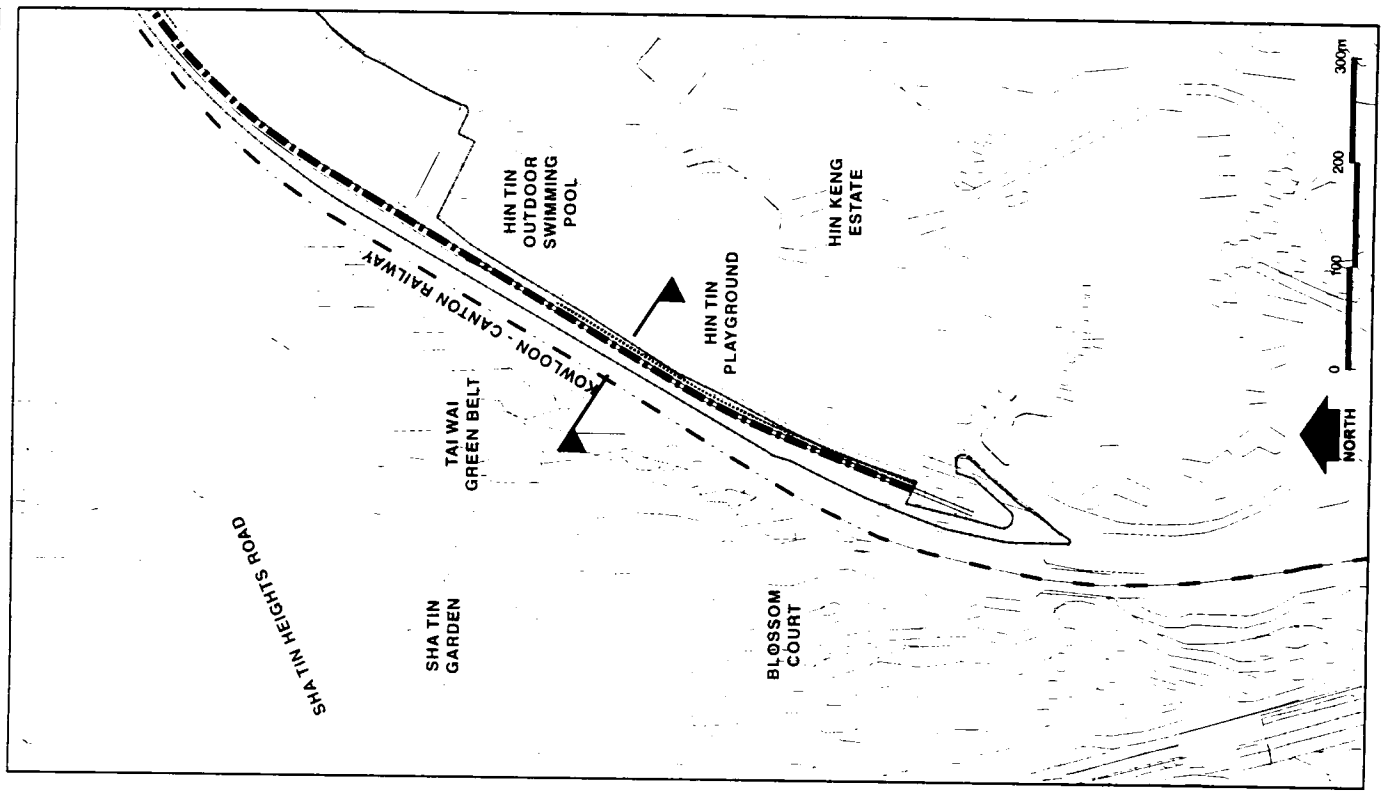 SHA TIN HEIGHTS ROAD
SHA TIN
GARDEN
TAI WAI
GREEN BELT
KOWLOON - CANTON RAILWAY
HIN TIN
OUTDOOR
SWIMMING
POOL
HIN TIN
PLAYGROUND
HIN KENG
ESTATE
BLOSSOM
COURT
NORTH
0
100
200
300m